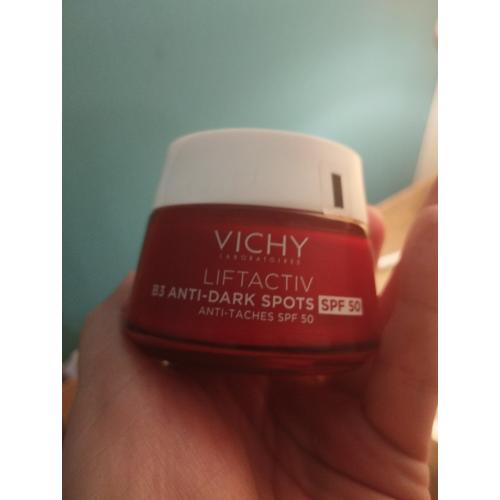 VICHY
LABORATOIRES
LIFTACTIV
B3 ANTI-DARK SPOTS SPF 50
ANTI-TACHES SPF 50